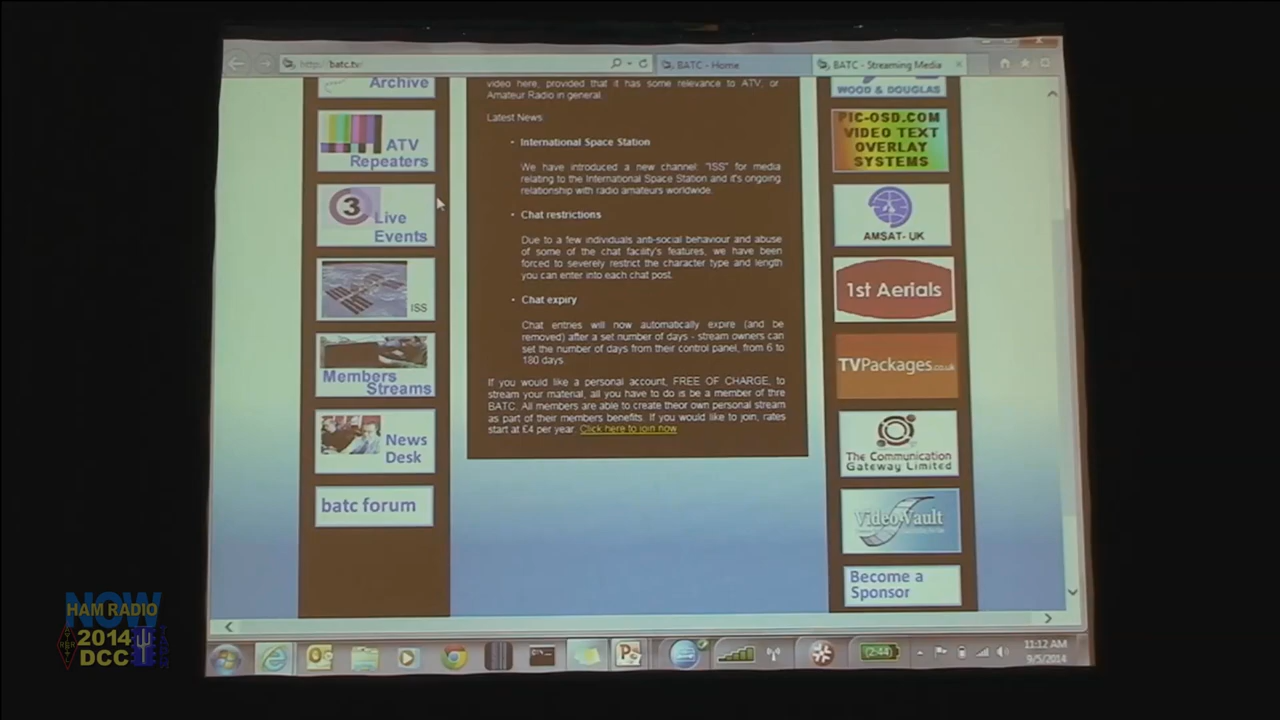 http://batc.tv/
BATC - Home
BATC - Streaming Media
Archive
ATV
Repeaters
3
Live
Events
ISS
Members
Streams
News
Desk
batc forum
video here, provided that it has some relevance to ATV, or
Amateur Radio in general.
Latest News:
• International Space Station
We have introduced a new channel: "ISS" for media
relating to the International Space Station and it's ongoing
relationship with radio amateurs worldwide.
• Chat restrictions
Due to a few individuals anti-social behaviour and abuse
of some of the chat facility's features, we have been
forced to severely restrict the character type and length
you can enter into each chat post.
• Chat expiry
Chat entries will now automatically expire (and be
removed) after a set number of days - stream owners can
set the number of days from their control panel, from 6 to
180 days.
If you would like a personal account, FREE OF CHARGE, to
stream your material, all you have to do is be a member of thre
BATC. All members are able to create theor own personal stream
as part of their members benefits. If you would like to join, rates
start at £4 per year. Click here to join now
WOOD & DOUGLAS
PIC-OSD.COM
VIDEO TEXT
OVERLAY
SYSTEMS
AMSAT-UK
1st Aerials
TVPackages.co.uk
The Communication
Gateway Limited
Video Vault
Become a
Sponsor
(2:44)
11:12 AM
9/5/2014
NOW
HAM RADIO
2014
DCC